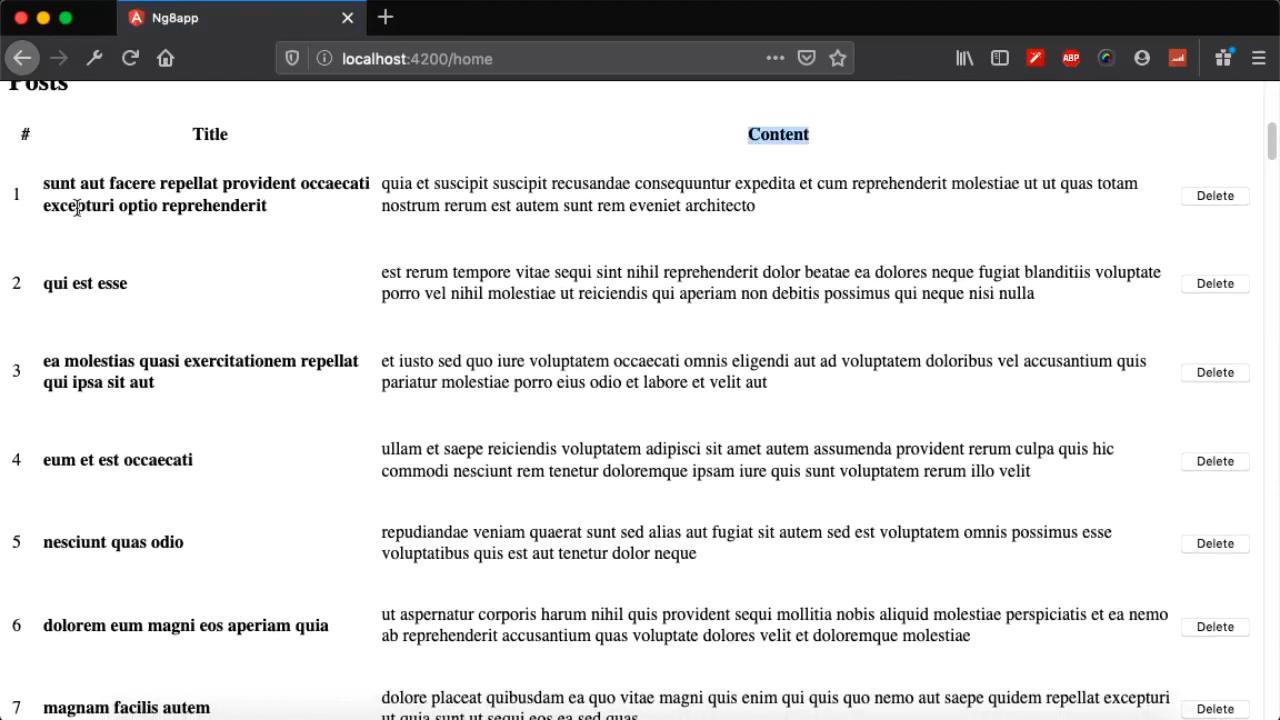 Ng8app
localhost:4200/home
ABP
Posts
# Title Content
1 sunt aut facere repellat provident occaecati
excepturi optio reprehenderit
quia et suscipit suscipit recusandae consequuntur expedita et cum reprehenderit molestiae ut ut quas totam
nostrum rerum est autem sunt rem eveniet architecto
Delete
2 qui est esse
est rerum tempore vitae sequi sint nihil reprehenderit dolor beatae ea dolores neque fugiat blanditiis voluptate
porro vel nihil molestiae ut reiciendis qui aperiam non debitis possimus qui neque nisi nulla
Delete
3 ea molestias quasi exercitationem repellat
qui ipsa sit aut
et iusto sed quo iure voluptatem occaecati omnis eligendi aut ad voluptatem doloribus vel accusantium quis
pariatur molestiae porro eius odio et labore et velit aut
Delete
4 eum et est occaecati
ullam et saepe reiciendis voluptatem adipisci sit amet autem assumenda provident rerum culpa quis hic
commodi nesciunt rem tenetur doloremque ipsam iure quis sunt voluptatem rerum illo velit
Delete
5 nesciunt quas odio
repudiandae veniam quaerat sunt sed alias aut fugiat sit autem sed est voluptatem omnis possimus esse
voluptatibus quis est aut tenetur dolor neque
Delete
6 dolorem eum magni eos aperiam quia
ut aspernatur corporis harum nihil quis provident sequi mollitia nobis aliquid molestiae perspiciatis et ea nemo
ab reprehenderit accusantium quas voluptate dolores velit et doloremque molestiae
Delete
7 magnam facilis autem
dolore placeat quibusdam ea quo vitae magni quis enim qui quis quo nemo aut saepe quidem repellat excepturi
ut quia sunt ut sequi eos ea sed quas
Delete